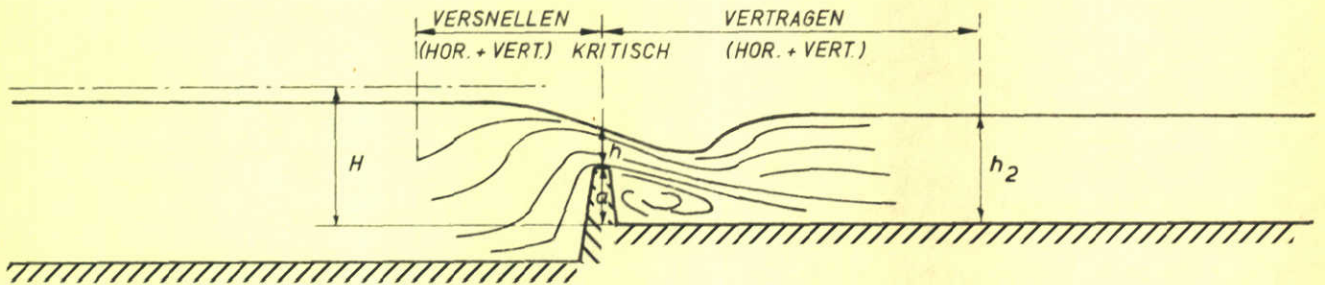 VERSNELLEN
(HOR. + VERT.)
KRITISCH
VERTRAGEN
(HOR. + VERT.)
H
h
a
h2